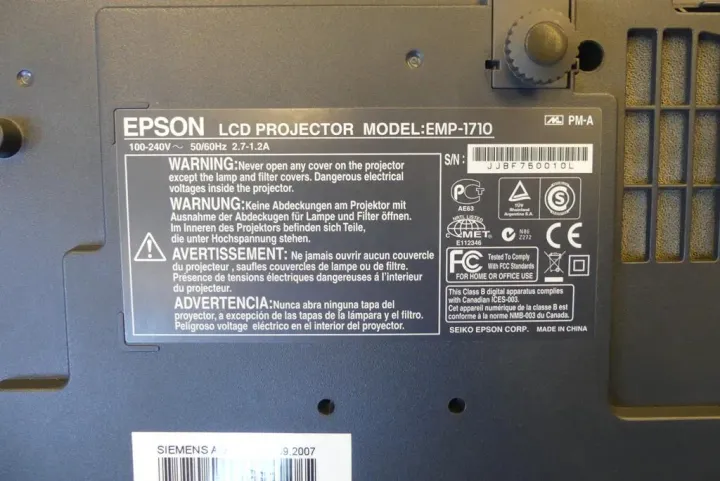 EPSON LCD PROJECTOR MODEL:EMP-1710
PM-A
100-240V～ 50/60Hz 2.7-1.2A
WARNING:Never open any cover on the projector
except the lamp and filter covers. Dangerous electrical
voltages inside the projector.
WARNUNG:Keine Abdeckungen am Projektor mit
Ausnahme der Abdeckungen für Lampe und Filter öffnen.
Im Inneren des Projektors befinden sich Teile,
die unter Hochspannung stehen.
AVERTISSEMENT: Ne jamais ouvrir aucun couvercle
du projecteur , saufles couvercles de lampe ou de filtre.
Présence de tensions électriques dangereuses á l'interieur
du projecteur.
ADVERTENCIA:Nunca abra ninguna tapa del
proyector, a excepción de las tapas de la lámpara y el filtro.
Peligroso voltage eléctrico en el interior del proyector.
S/N:
JJBF750010L
AE63
TÜV
Rheinland
Argentina S.A.
S
MET
E112346
N86
Z272
CE
FC Tested To Comply
With FCC Standards
FOR HOME OR OFFICE USE
This Class B digital apparatus complies
with Canadian ICES-003.
Cet appareil numérique de la classe B est
conforme à la norme NMB-003 du Canada.
SEIKO EPSON CORP. MADE IN CHINA
SIEMENS A 09.2007